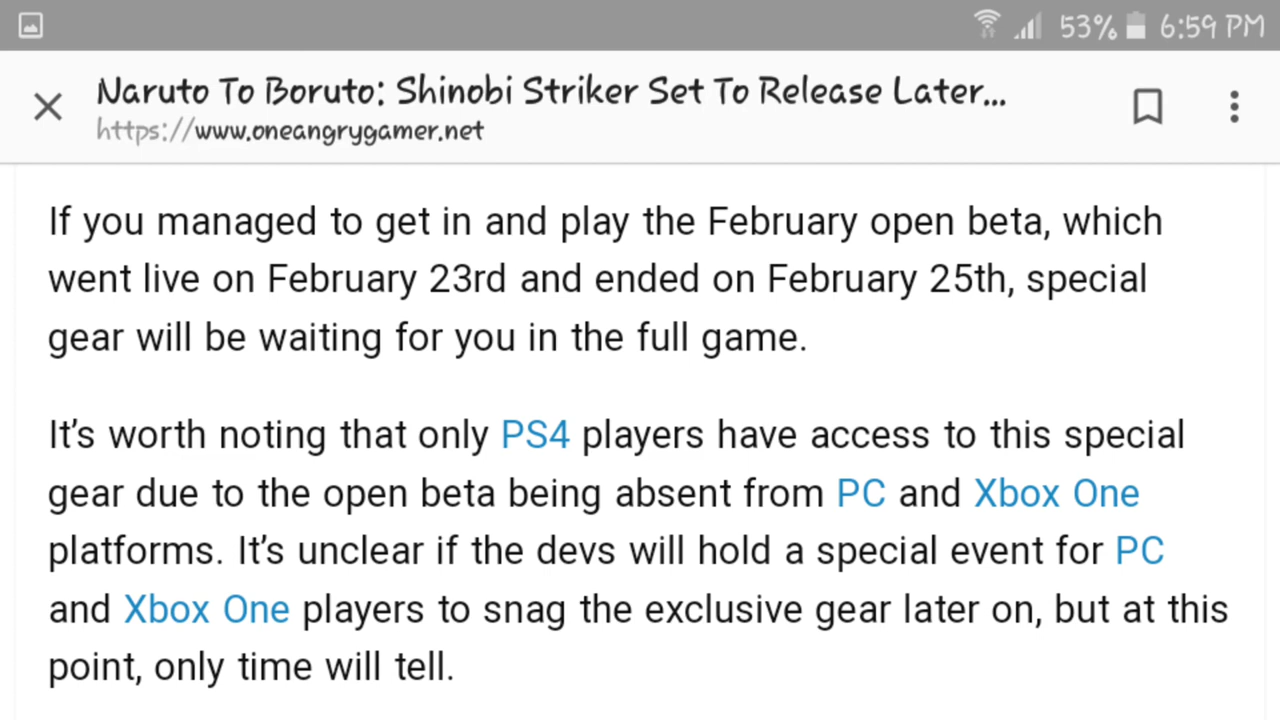 53% 6:59 PM
Naruto To Boruto: Shinobi Striker Set To Release Later...
https://www.oneangrygamer.net
If you managed to get in and play the February open beta, which
went live on February 23rd and ended on February 25th, special
gear will be waiting for you in the full game.
It’s worth noting that only PS4 players have access to this special
gear due to the open beta being absent from PC and Xbox One
platforms. It’s unclear if the devs will hold a special event for PC
and Xbox One players to snag the exclusive gear later on, but at this
point, only time will tell.